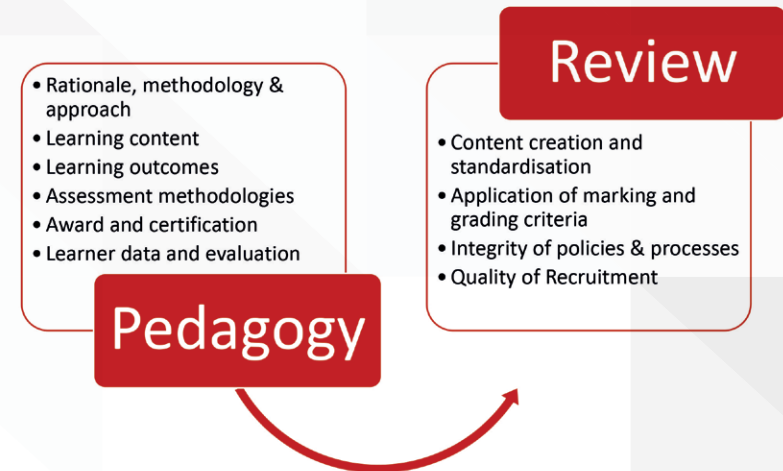 • Rationale, methodology &
approach
• Learning content
• Learning outcomes
• Assessment methodologies
• Award and certification
• Learner data and evaluation
Pedagogy
Review
• Content creation and
standardisation
• Application of marking and
grading criteria
• Integrity of policies & processes
• Quality of Recruitment